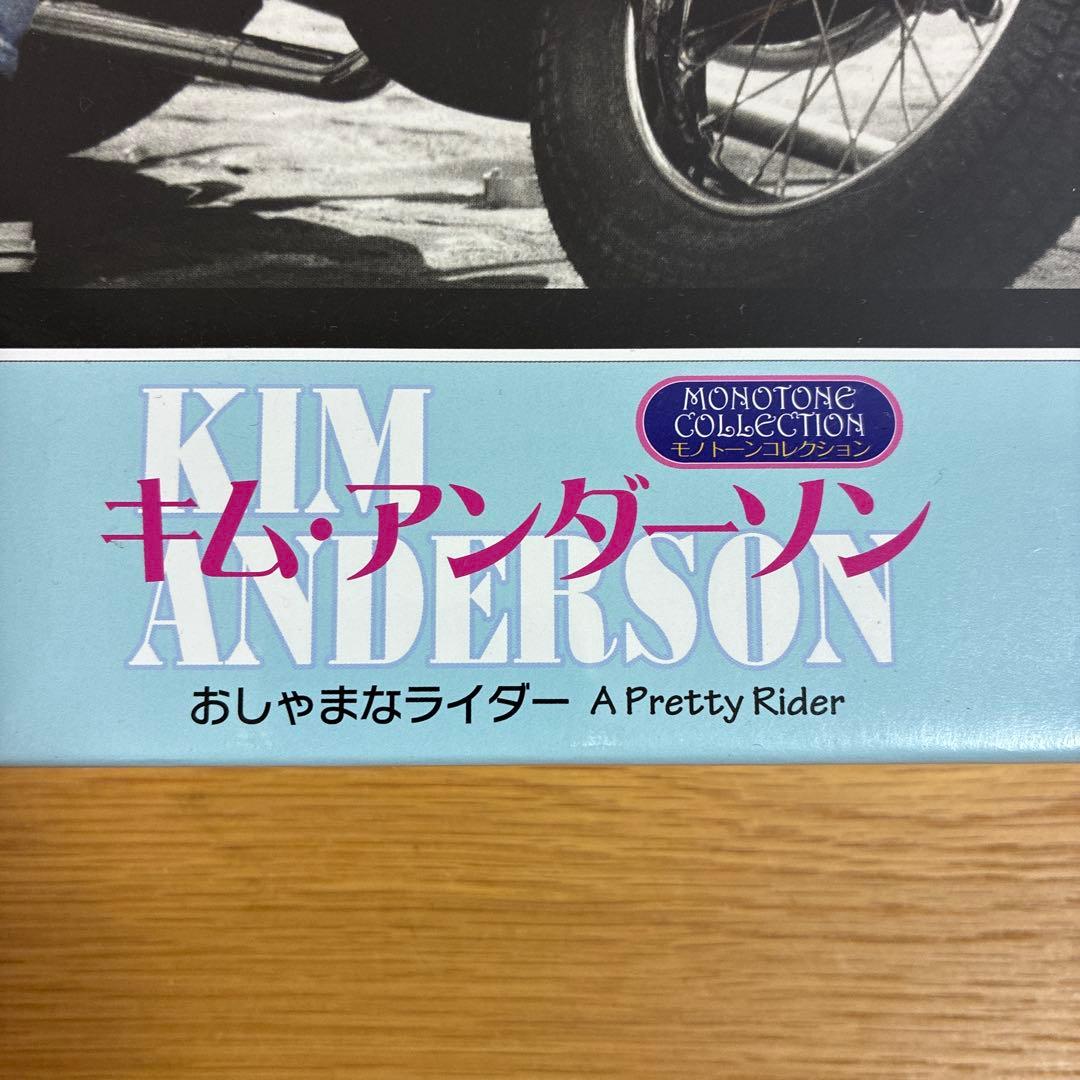 MONOTONE
COLLECTION
モノトーンコレクション
KIM
キム・アンダーソン
ANDERSON
おしゃまなライダー A Pretty Rider